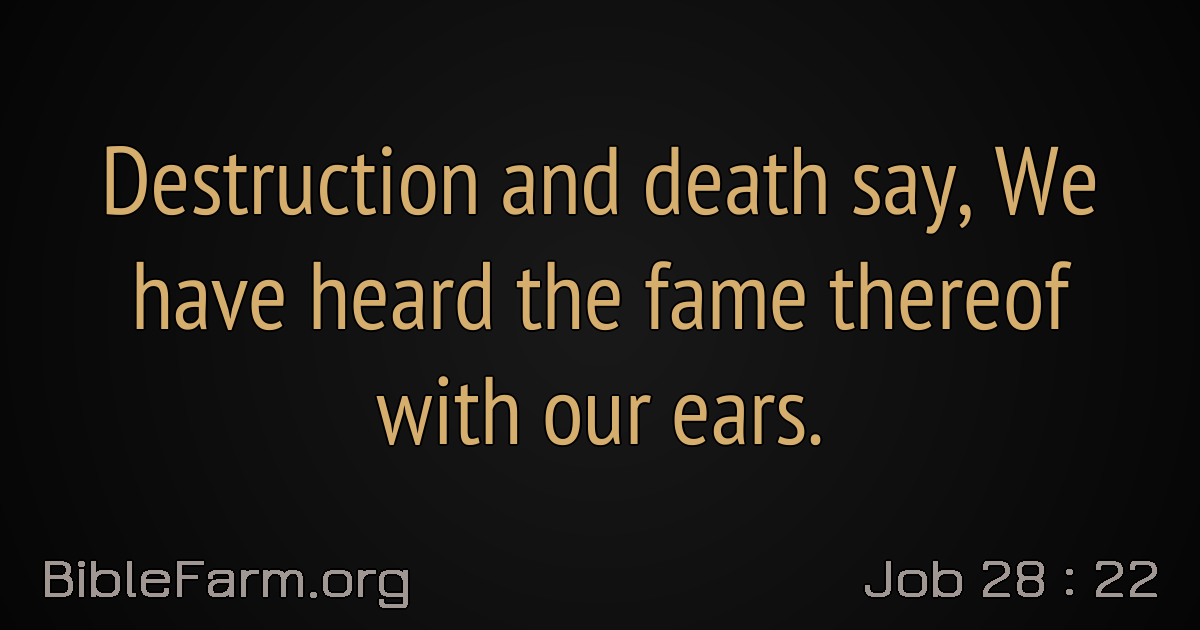 Destruction and death say, We
have heard the fame thereof
with our ears.
BibleFarm.org
Job 28 : 22